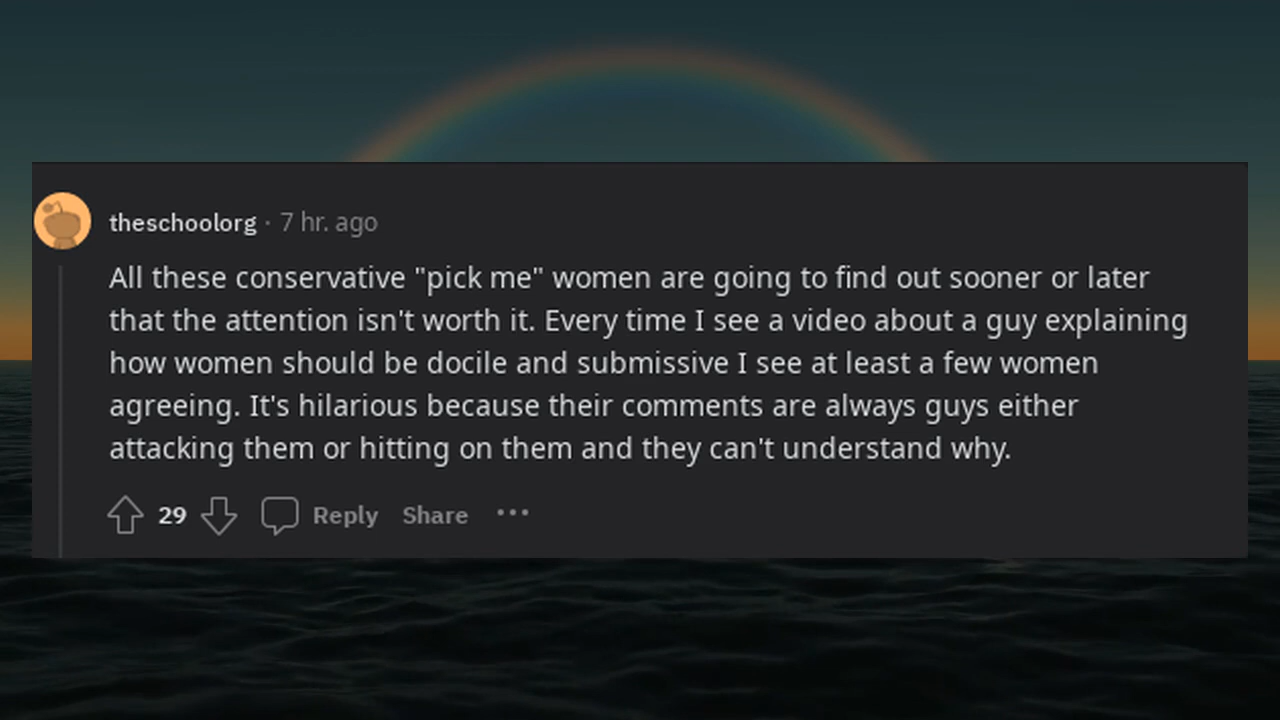 theschoolorg · 7 hr. ago
All these conservative "pick me" women are going to find out sooner or later
that the attention isn't worth it. Every time I see a video about a guy explaining
how women should be docile and submissive I see at least a few women
agreeing. It's hilarious because their comments are always guys either
attacking them or hitting on them and they can't understand why.
29 Reply Share ···